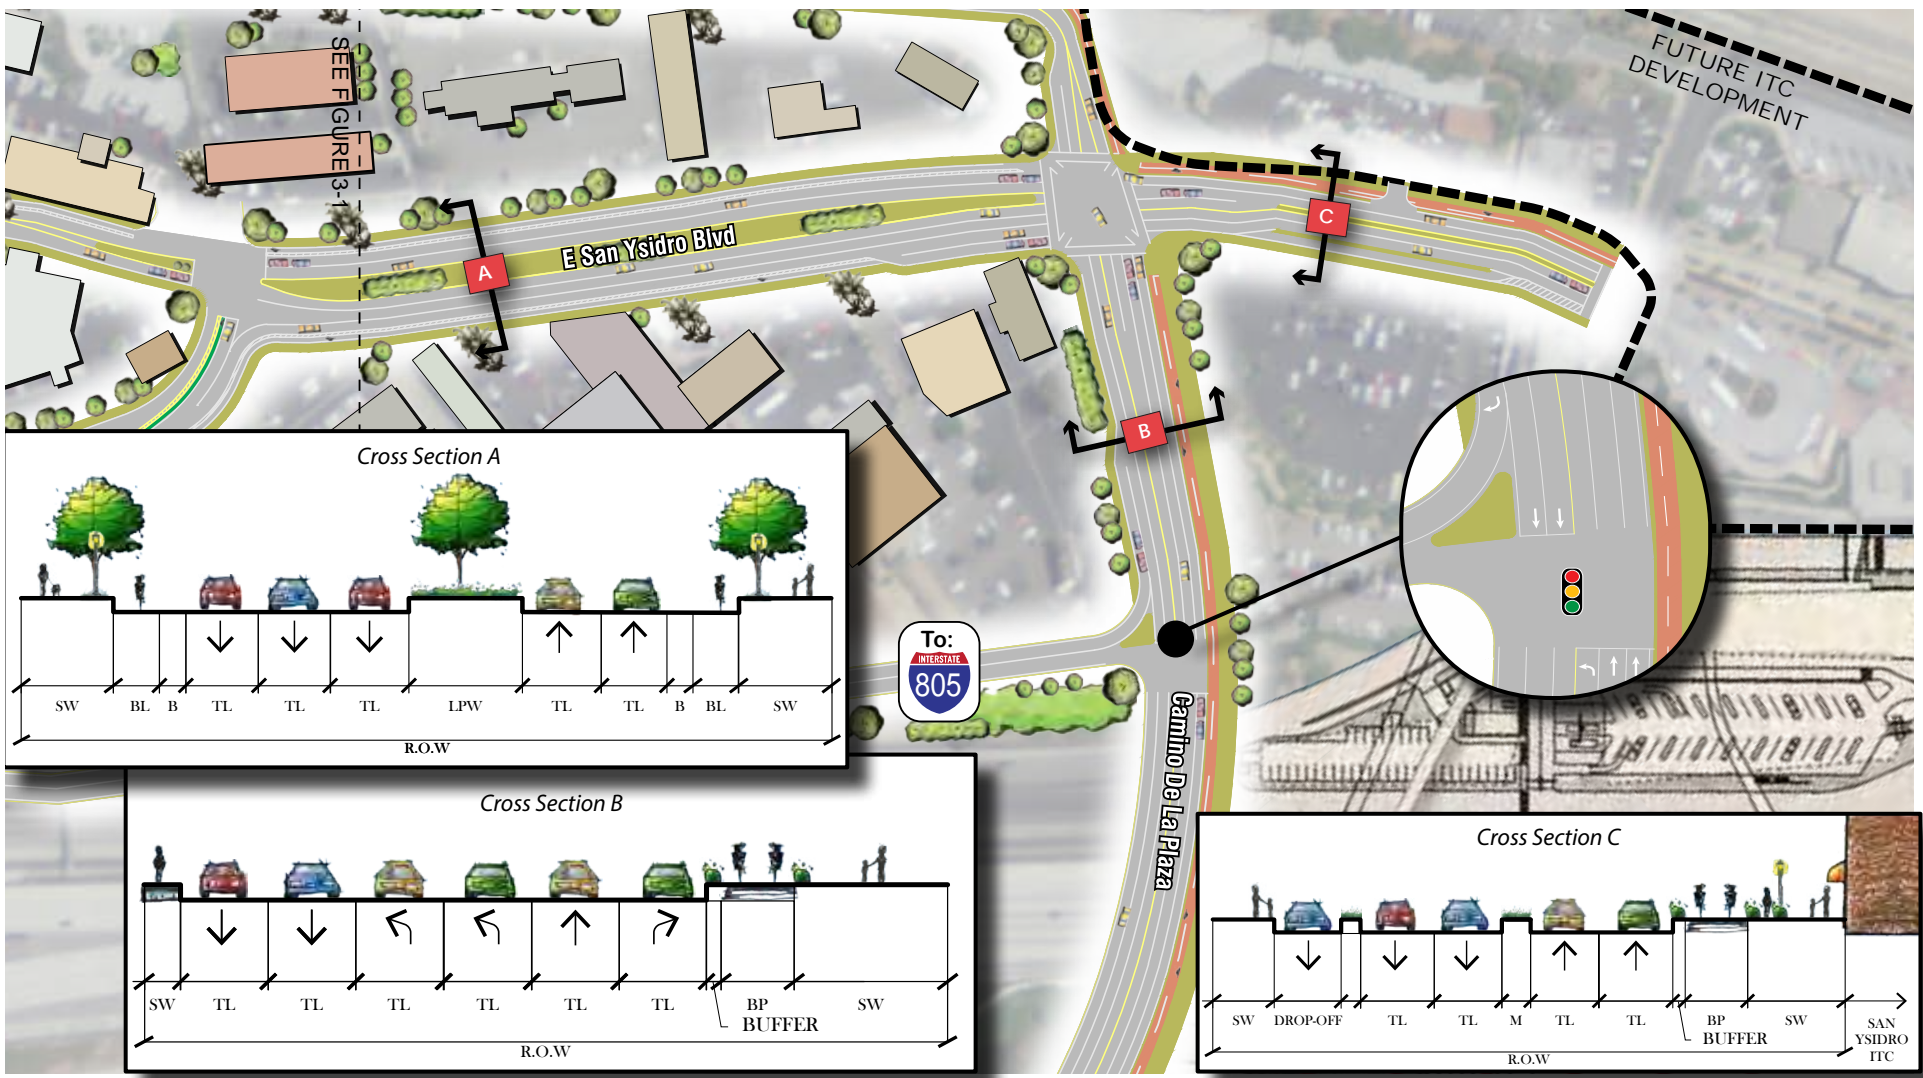 SEE FIGURE 3-1
FUTURE ITC
DEVELOPMENT
E San Ysidro Blvd
A
B
C
To:
INTERSTATE
805
Camino De La Plaza
Cross Section A
SW BL B TL TL TL LPW TL TL B BL SW
R.O.W
Cross Section B
SW TL TL TL TL TL TL BP SW
BUFFER
R.O.W
Cross Section C
SW DROP-OFF TL TL M TL TL BP SW SAN
BUFFER YSIDRO
R.O.W ITC